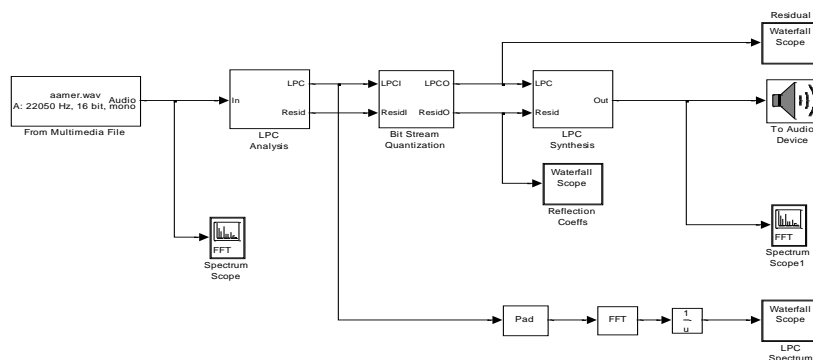 Residual
Waterfall
Scope
aamer.wav
A: 22050 Hz, 16 bit, mono
Audio
From Multimedia File
In
LPC
Resid
LPC
Analysis
LPCI
ResidI
LPCO
ResidO
Bit Stream
Quantization
LPC
Resid
Out
LPC
Synthesis
To Audio
Device
Waterfall
Scope
Reflection
Coeffs
FFT
Spectrum
Scope
FFT
Spectrum
Scope1
Pad
FFT
1
u
Waterfall
Scope
LPC
Spectrum